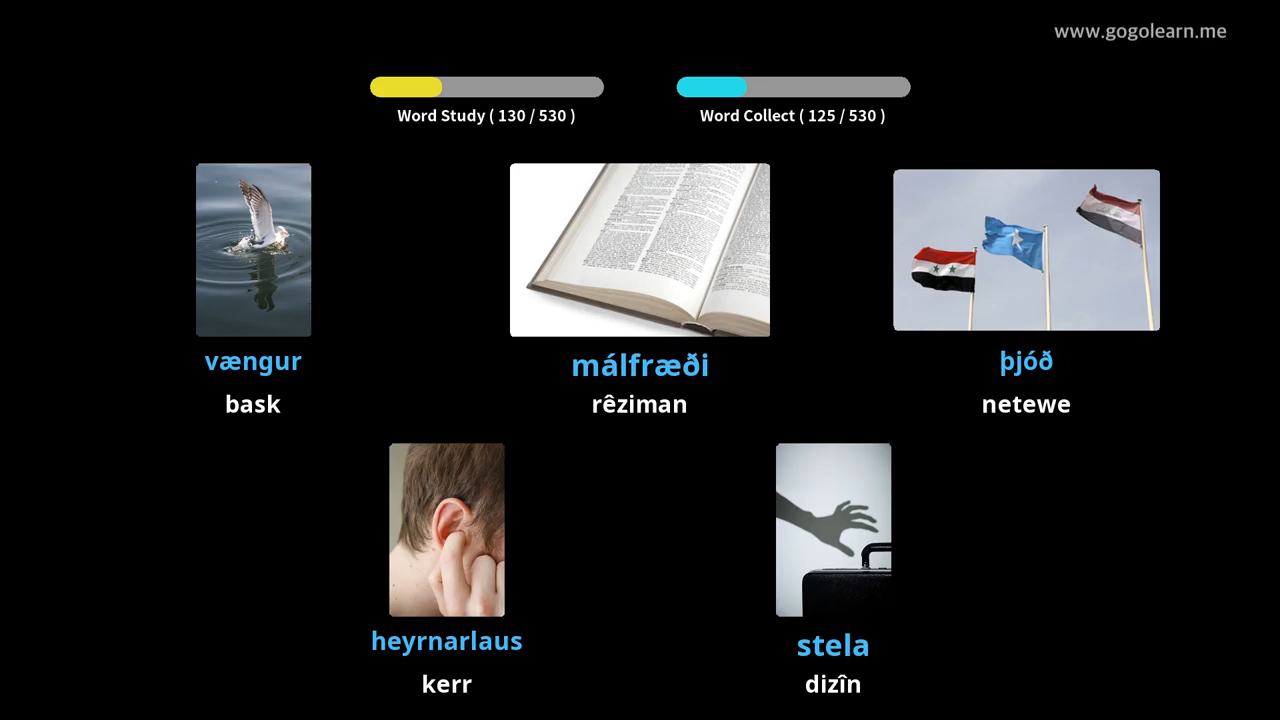 www.gogolearn.me
Word Study ( 130 / 530 )
Word Collect ( 125 / 530 )
vængur
málfræði
þjóð
bask
rêziman
netewe
heyrnarlaus
stela
kerr
dizîn